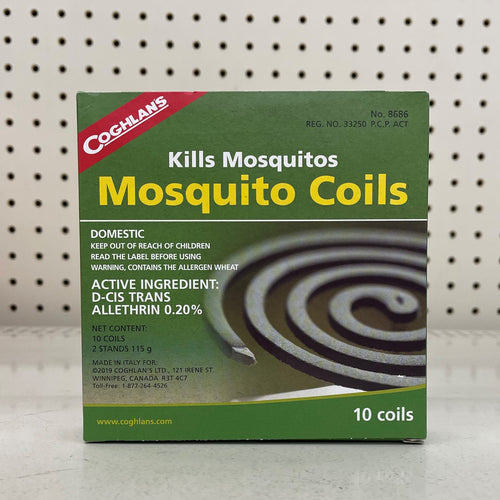 COGHLAN'S
No. 8686
REG. NO. 33250 P.C.P. ACT
Kills Mosquitos
Mosquito Coils
DOMESTIC
KEEP OUT OF REACH OF CHILDREN
READ THE LABEL BEFORE USING
WARNING, CONTAINS THE ALLERGEN WHEAT
ACTIVE INGREDIENT:
D-CIS TRANS
ALLETHRIN 0.20%
NET CONTENT:
10 COILS
2 STANDS 115 g
MADE IN ITALY FOR:
©2019 COGHLAN'S LTD., 121 IRENE ST.
WINNIPEG, CANADA R3T 4C7
Toll-Free: 1-877-264-4526
www.coghlans.com
10 coils